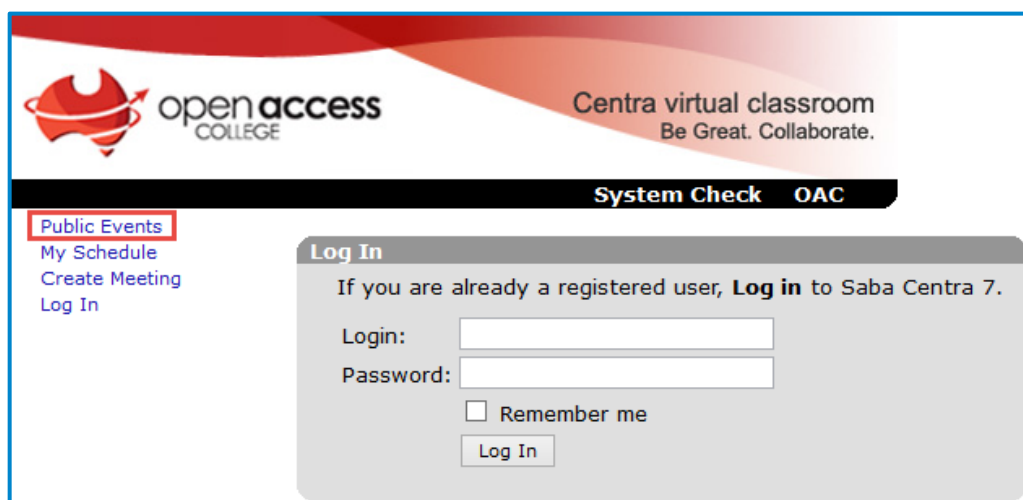 open access
COLLEGE
Centra virtual classroom
Be Great. Collaborate.
System Check OAC
Public Events
My Schedule
Create Meeting
Log In
Log In
If you are already a registered user, Log in to Saba Centra 7.
Login:
Password:
Remember me
Log In